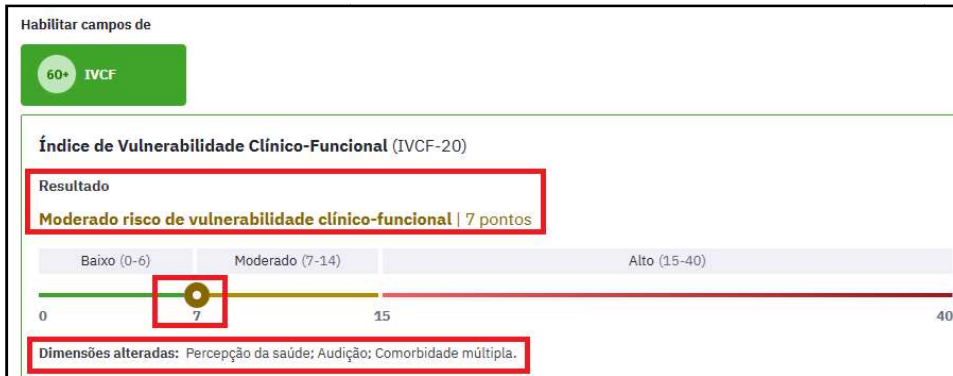 Habilitar campos de
60+ IVCF
Índice de Vulnerabilidade Clínico-Funcional (IVCF-20)
Resultado
Moderado risco de vulnerabilidade clínico-funcional | 7 pontos
Baixo (0-6) Moderado (7-14) Alto (15-40)
0 7 15 40
Dimensões alteradas: Percepção da saúde; Audição; Comorbidade múltipla.